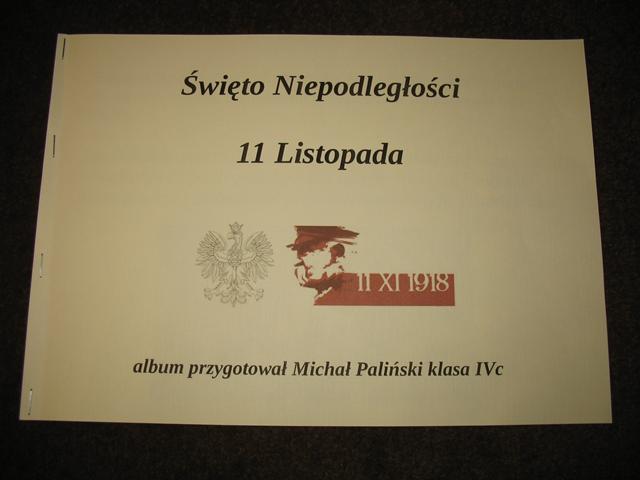 Święto Niepodległości
11 Listopada
11 XI 1918
album przygotował Michał Paliński klasa IVc